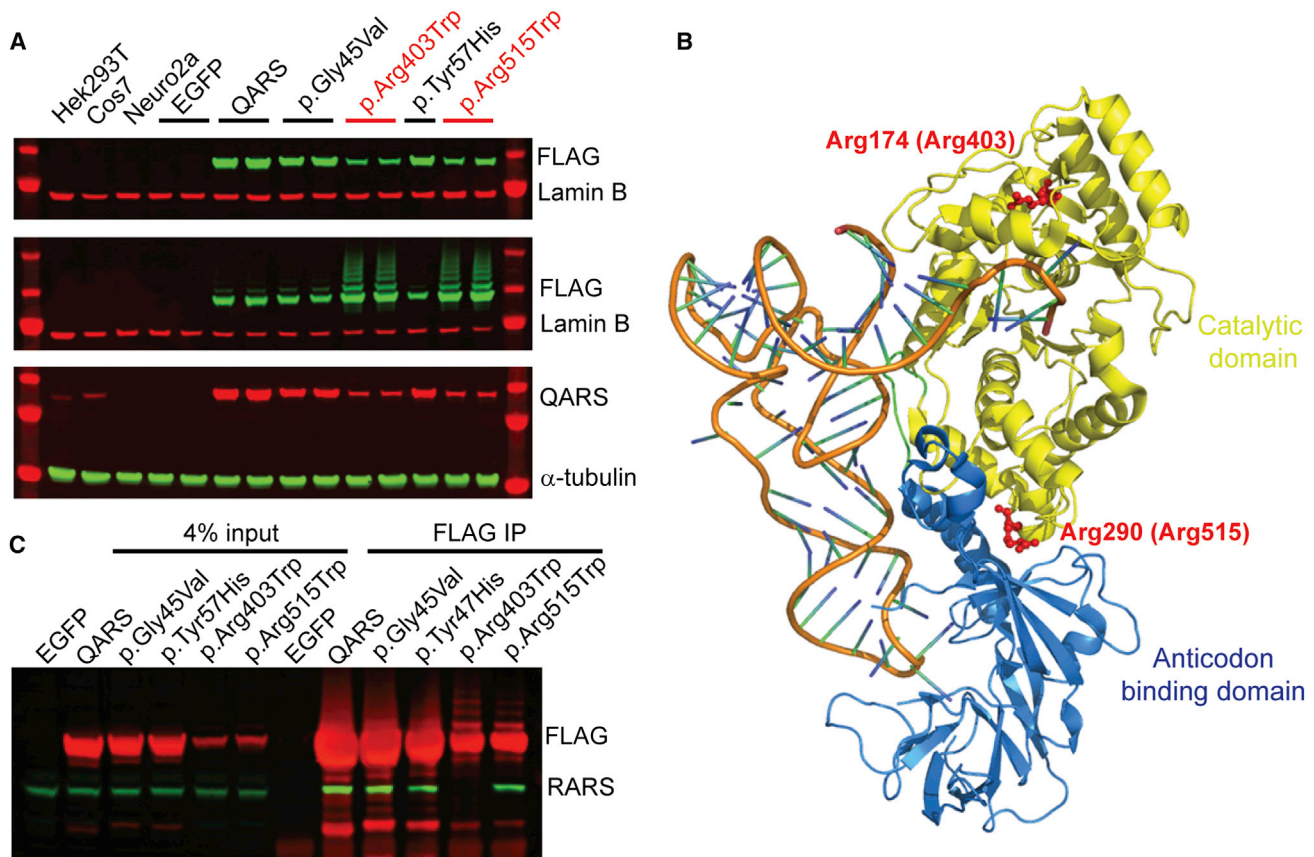 A
Hek293T
Cos7
Neuro2a
EGFP
QARS
p.Gly45Val
p.Arg403Trp
p.Tyr57His
p.Arg515Trp
FLAG
Lamin B
FLAG
Lamin B
QARS
α-tubulin
B
Arg174 (Arg403)
Catalytic
domain
Arg290 (Arg515)
Anticodon
binding domain
C
4% input
FLAG IP
EGFP
QARS
p.Gly45Val
p.Tyr57His
p.Arg403Trp
p.Arg515Trp
EGFP
QARS
p.Gly45Val
p.Tyr47His
p.Arg403Trp
p.Arg515Trp
FLAG
RARS